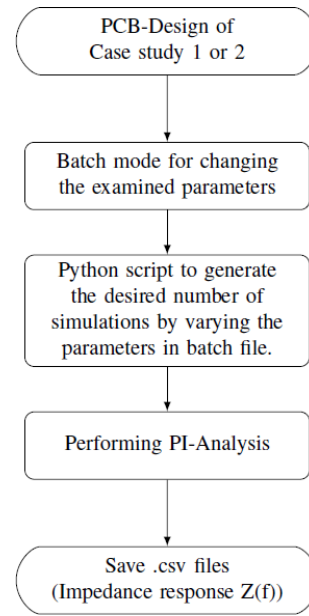 PCB-Design of
Case study 1 or 2
Batch mode for changing
the examined parameters
Python script to generate
the desired number of
simulations by varying the
parameters in batch file.
Performing PI-Analysis
Save .csv files
(Impedance response Z(f))